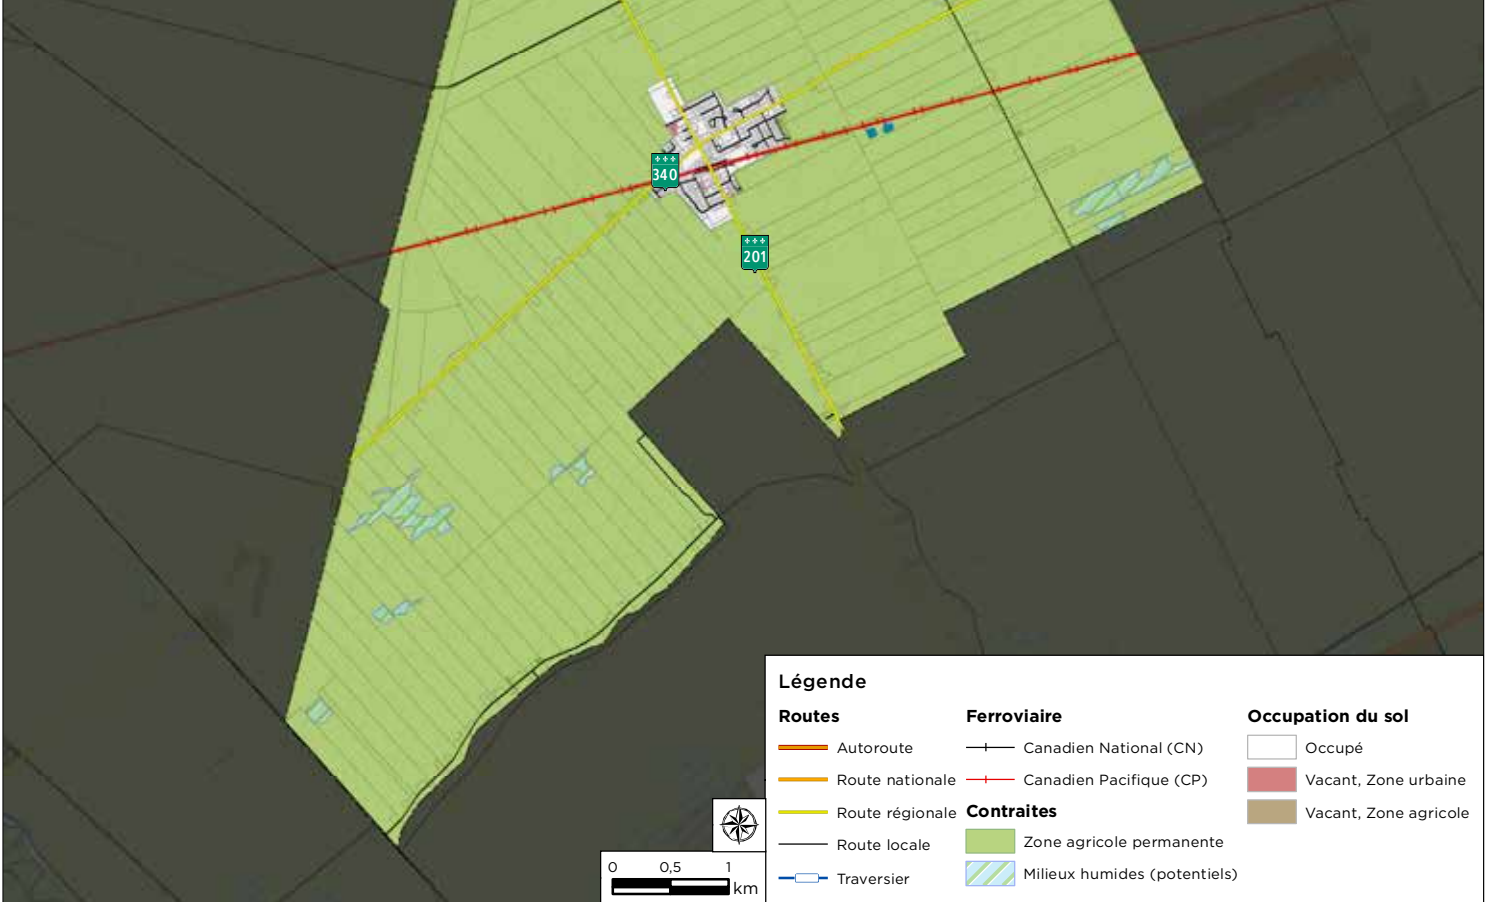 340
201
Légende
Routes
Autoroute
Route nationale
Route régionale
Route locale
Traversier
Ferroviaire
Canadien National (CN)
Canadien Pacifique (CP)
Contraites
Zone agricole permanente
Milieux humides (potentiels)
Occupation du sol
Occupé
Vacant, Zone urbaine
Vacant, Zone agricole
0 0,5 1
km